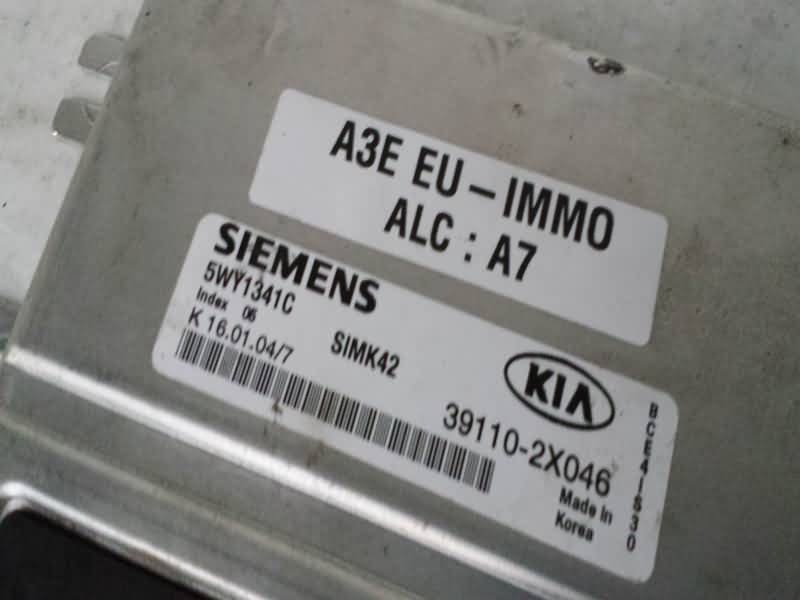 A3E EU-IMMO
ALC : A7
SIEMENS
5WY1341C
Index 06
K 16.01.04/7
SIMK42
KIA
39110-2X046
Made in
Korea